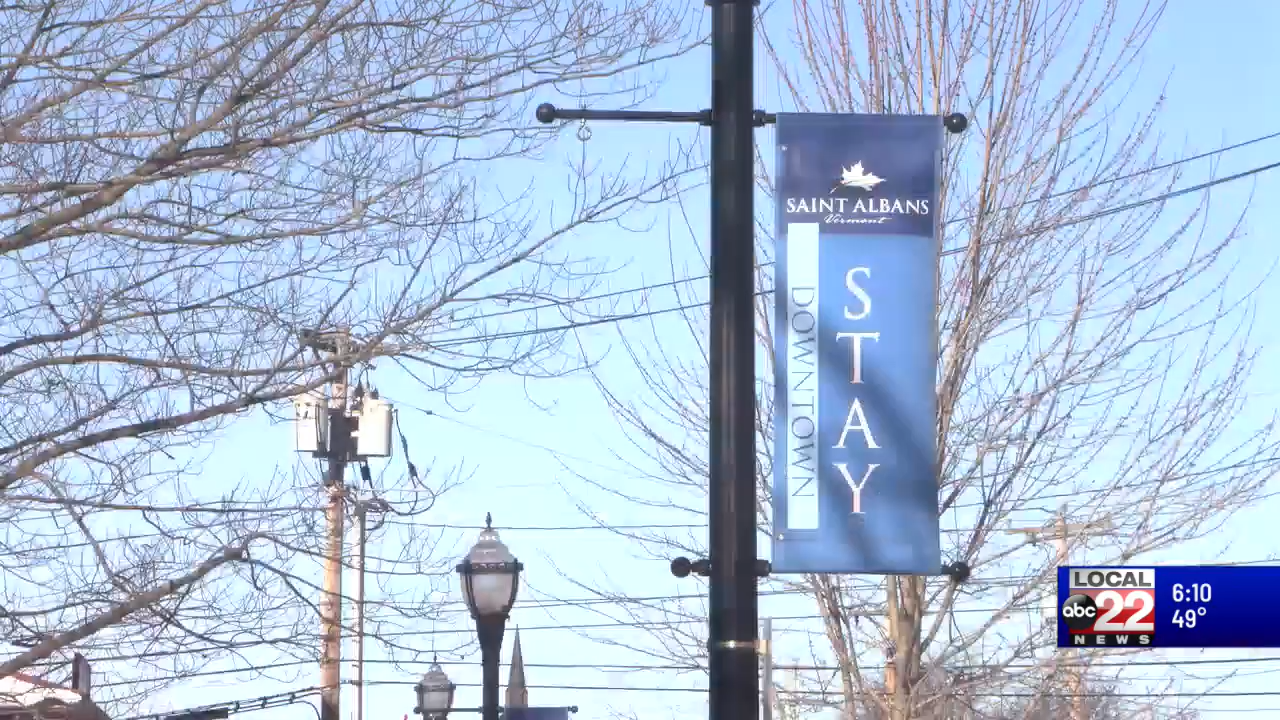 SAINT ALBANS
Vermont
DOWNTOWN
STAY
LOCAL
abc 22
NEWS
6:10
49°